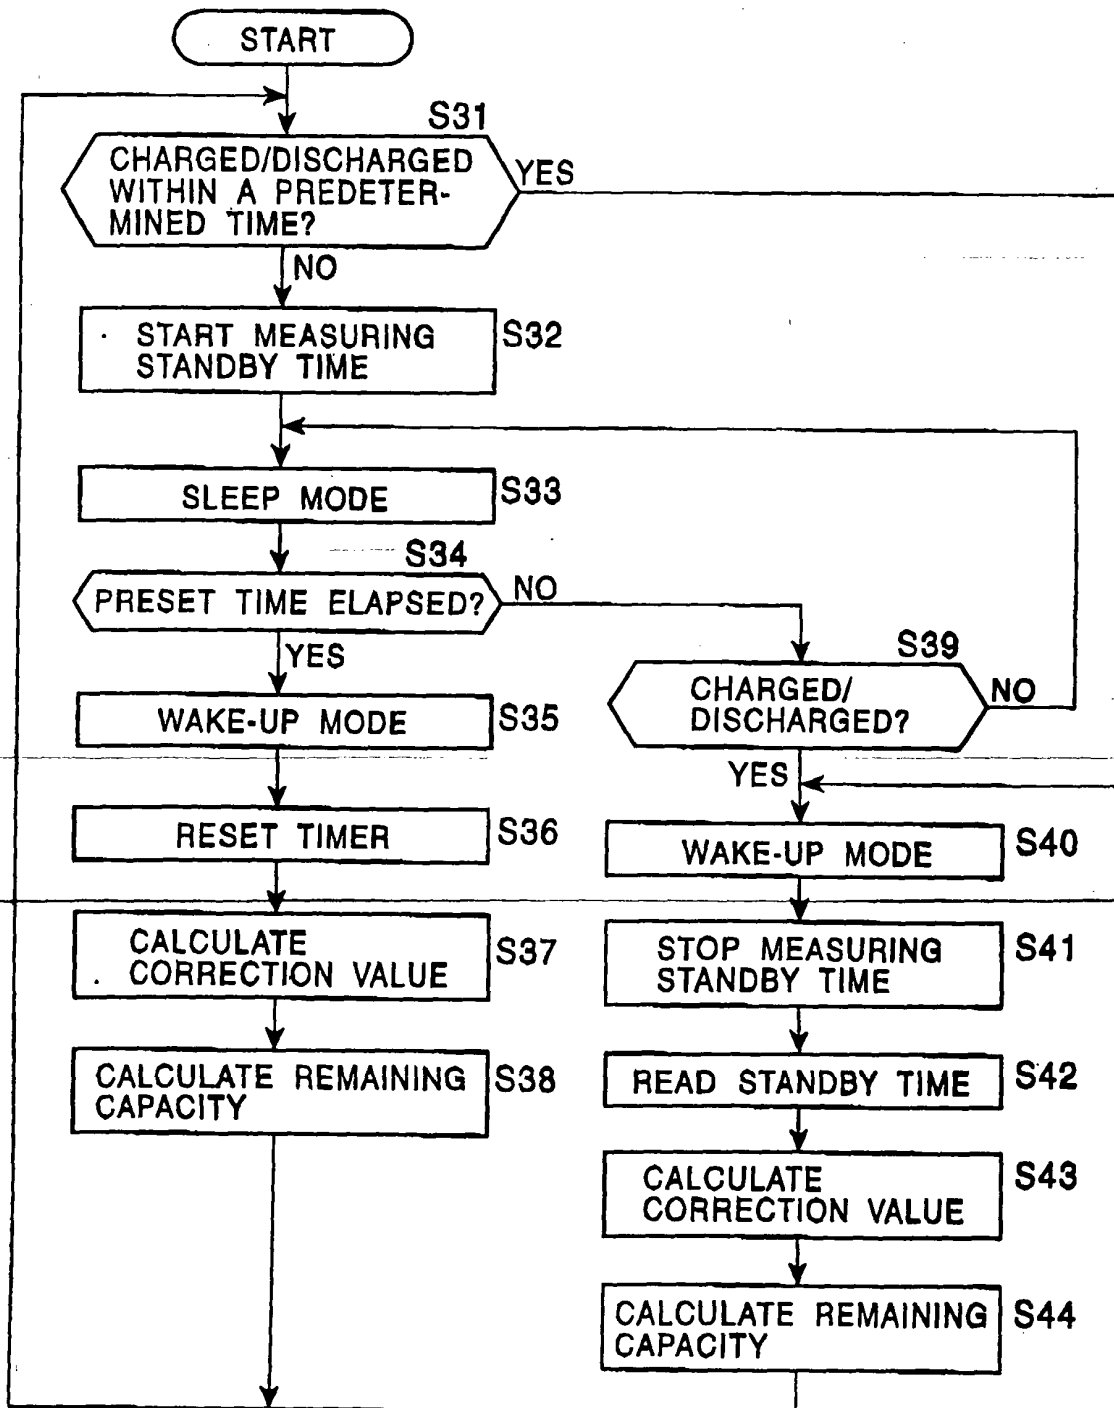 START
S31
CHARGED/DISCHARGED
WITHIN A PREDETER-
MINED TIME?
YES
NO
START MEASURING
STANDBY TIME
S32
SLEEP MODE
S33
S34
PRESET TIME ELAPSED?
NO
YES
S39
CHARGED/
DISCHARGED?
NO
YES
WAKE-UP MODE
S35
RESET TIMER
S36
WAKE-UP MODE
S40
CALCULATE
CORRECTION VALUE
S37
STOP MEASURING
STANDBY TIME
S41
CALCULATE REMAINING
CAPACITY
S38
READ STANDBY TIME
S42
CALCULATE
CORRECTION VALUE
S43
CALCULATE REMAINING
CAPACITY
S44